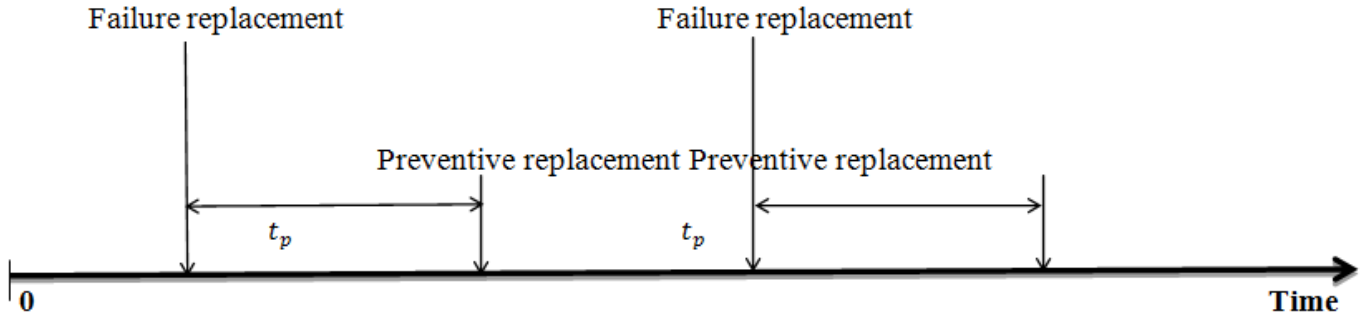 Failure replacement Failure replacement
Preventive replacement Preventive replacement
t_p t_p
0 Time